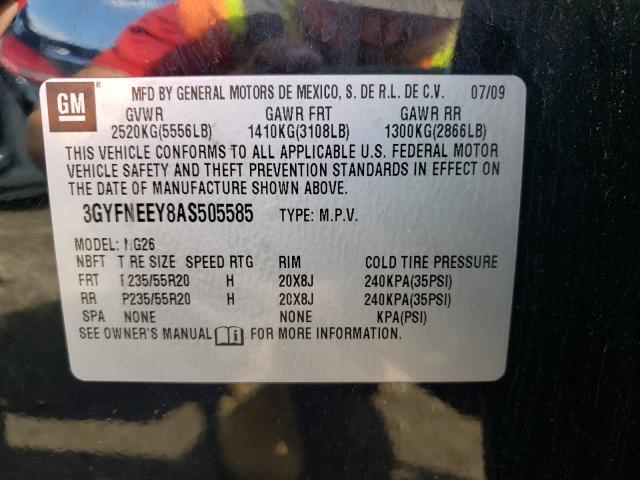 GM ® MFD BY GENERAL MOTORS DE MEXICO, S. DE R.L. DE C.V. 07/09
GVWR GAWR FRT GAWR RR
2520KG(5556LB) 1410KG(3108LB) 1300KG(2866LB)
THIS VEHICLE CONFORMS TO ALL APPLICABLE U.S. FEDERAL MOTOR
VEHICLE SAFETY AND THEFT PREVENTION STANDARDS IN EFFECT ON
THE DATE OF MANUFACTURE SHOWN ABOVE.
3GYFNEEY8AS505585 TYPE: M.P.V.
MODEL: NG26
NBFT TIRE SIZE SPEED RTG RIM COLD TIRE PRESSURE
FRT P235/55R20 H 20X8J 240KPA(35PSI)
RR P235/55R20 H 20X8J 240KPA(35PSI)
SPA NONE NONE KPA(PSI)
SEE OWNER'S MANUAL FOR MORE INFORMATION.